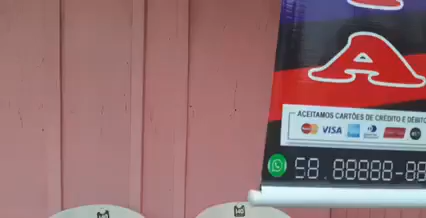 A
ACEITAMOS CARTÕES DE CRÉDITO E DÉBITO
VISA
58.88888-88